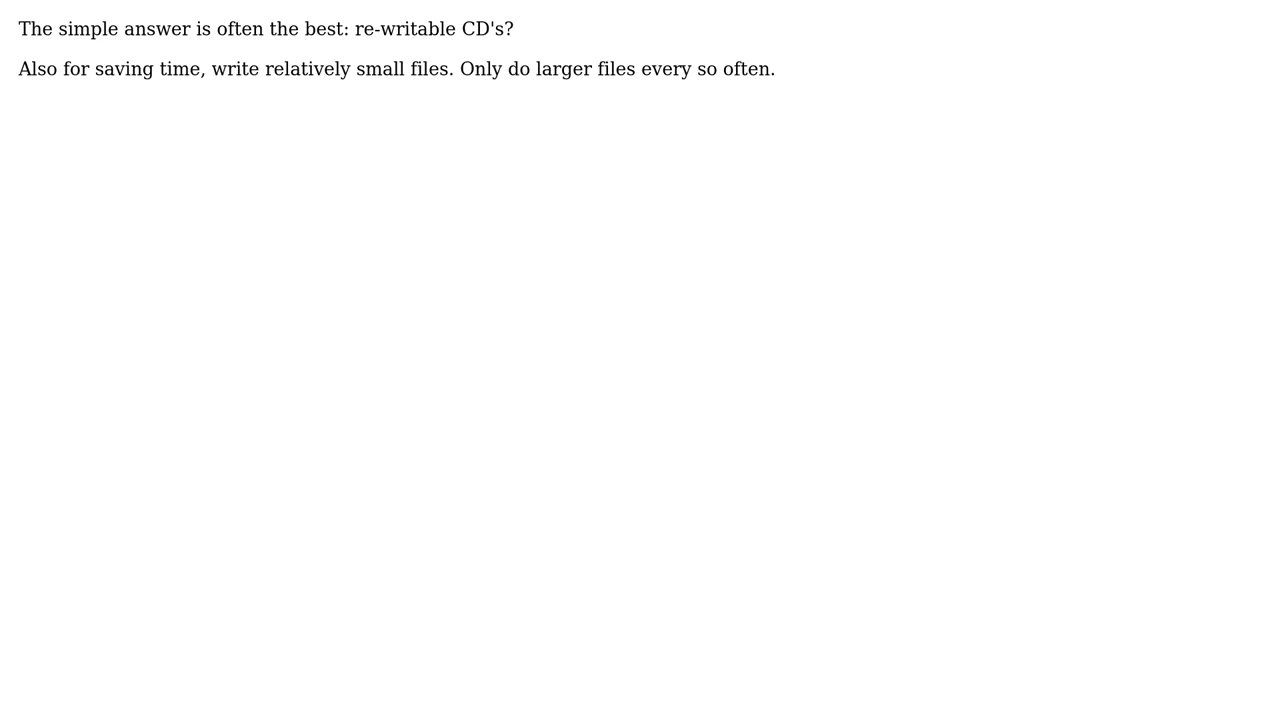 The simple answer is often the best: re-writable CD's?
Also for saving time, write relatively small files. Only do larger files every so often.